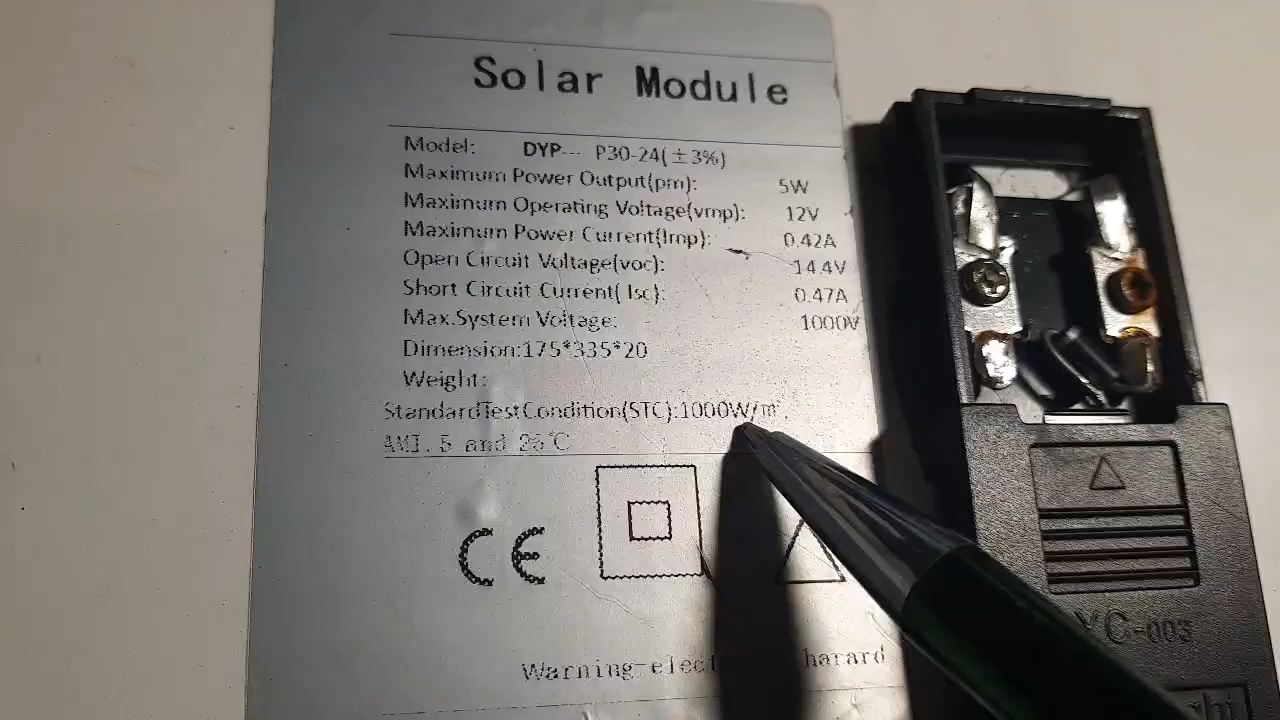 Solar Module
Model: DYP--- P30-24(±3%)
Maximum Power Output(pm): 5W
Maximum Operating Voltage(vmp): 12V
Maximum Power Current(Imp): 0.42A
Open Circuit Voltage(voc): 14.4V
Short Circuit Current( Isc): 0.47A
Max.System Voltage: 1000V
Dimension:175*335*20
Weight:
StandardTestCondition(STC):1000W/㎡,
AM1.5 and 25℃
CE
Warning-elec harard
YC-003